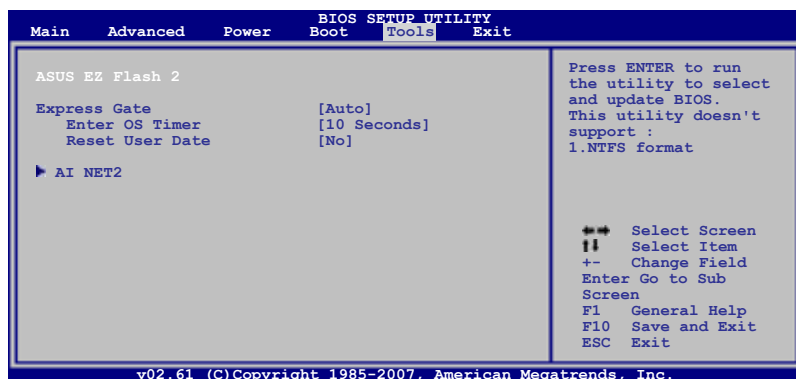 BIOS SETUP UTILITY
Main Advanced Power Boot Tools Exit
ASUS EZ Flash 2
Express Gate [Auto]
Enter OS Timer [10 Seconds]
Reset User Date [No]
AI NET2
Press ENTER to run
the utility to select
and update BIOS.
This utility doesn't
support :
1.NTFS format
Select Screen
Select Item
+- Change Field
Enter Go to Sub
Screen
F1 General Help
F10 Save and Exit
ESC Exit
v02.61 (C)Copyright 1985-2007, American Megatrends, Inc.